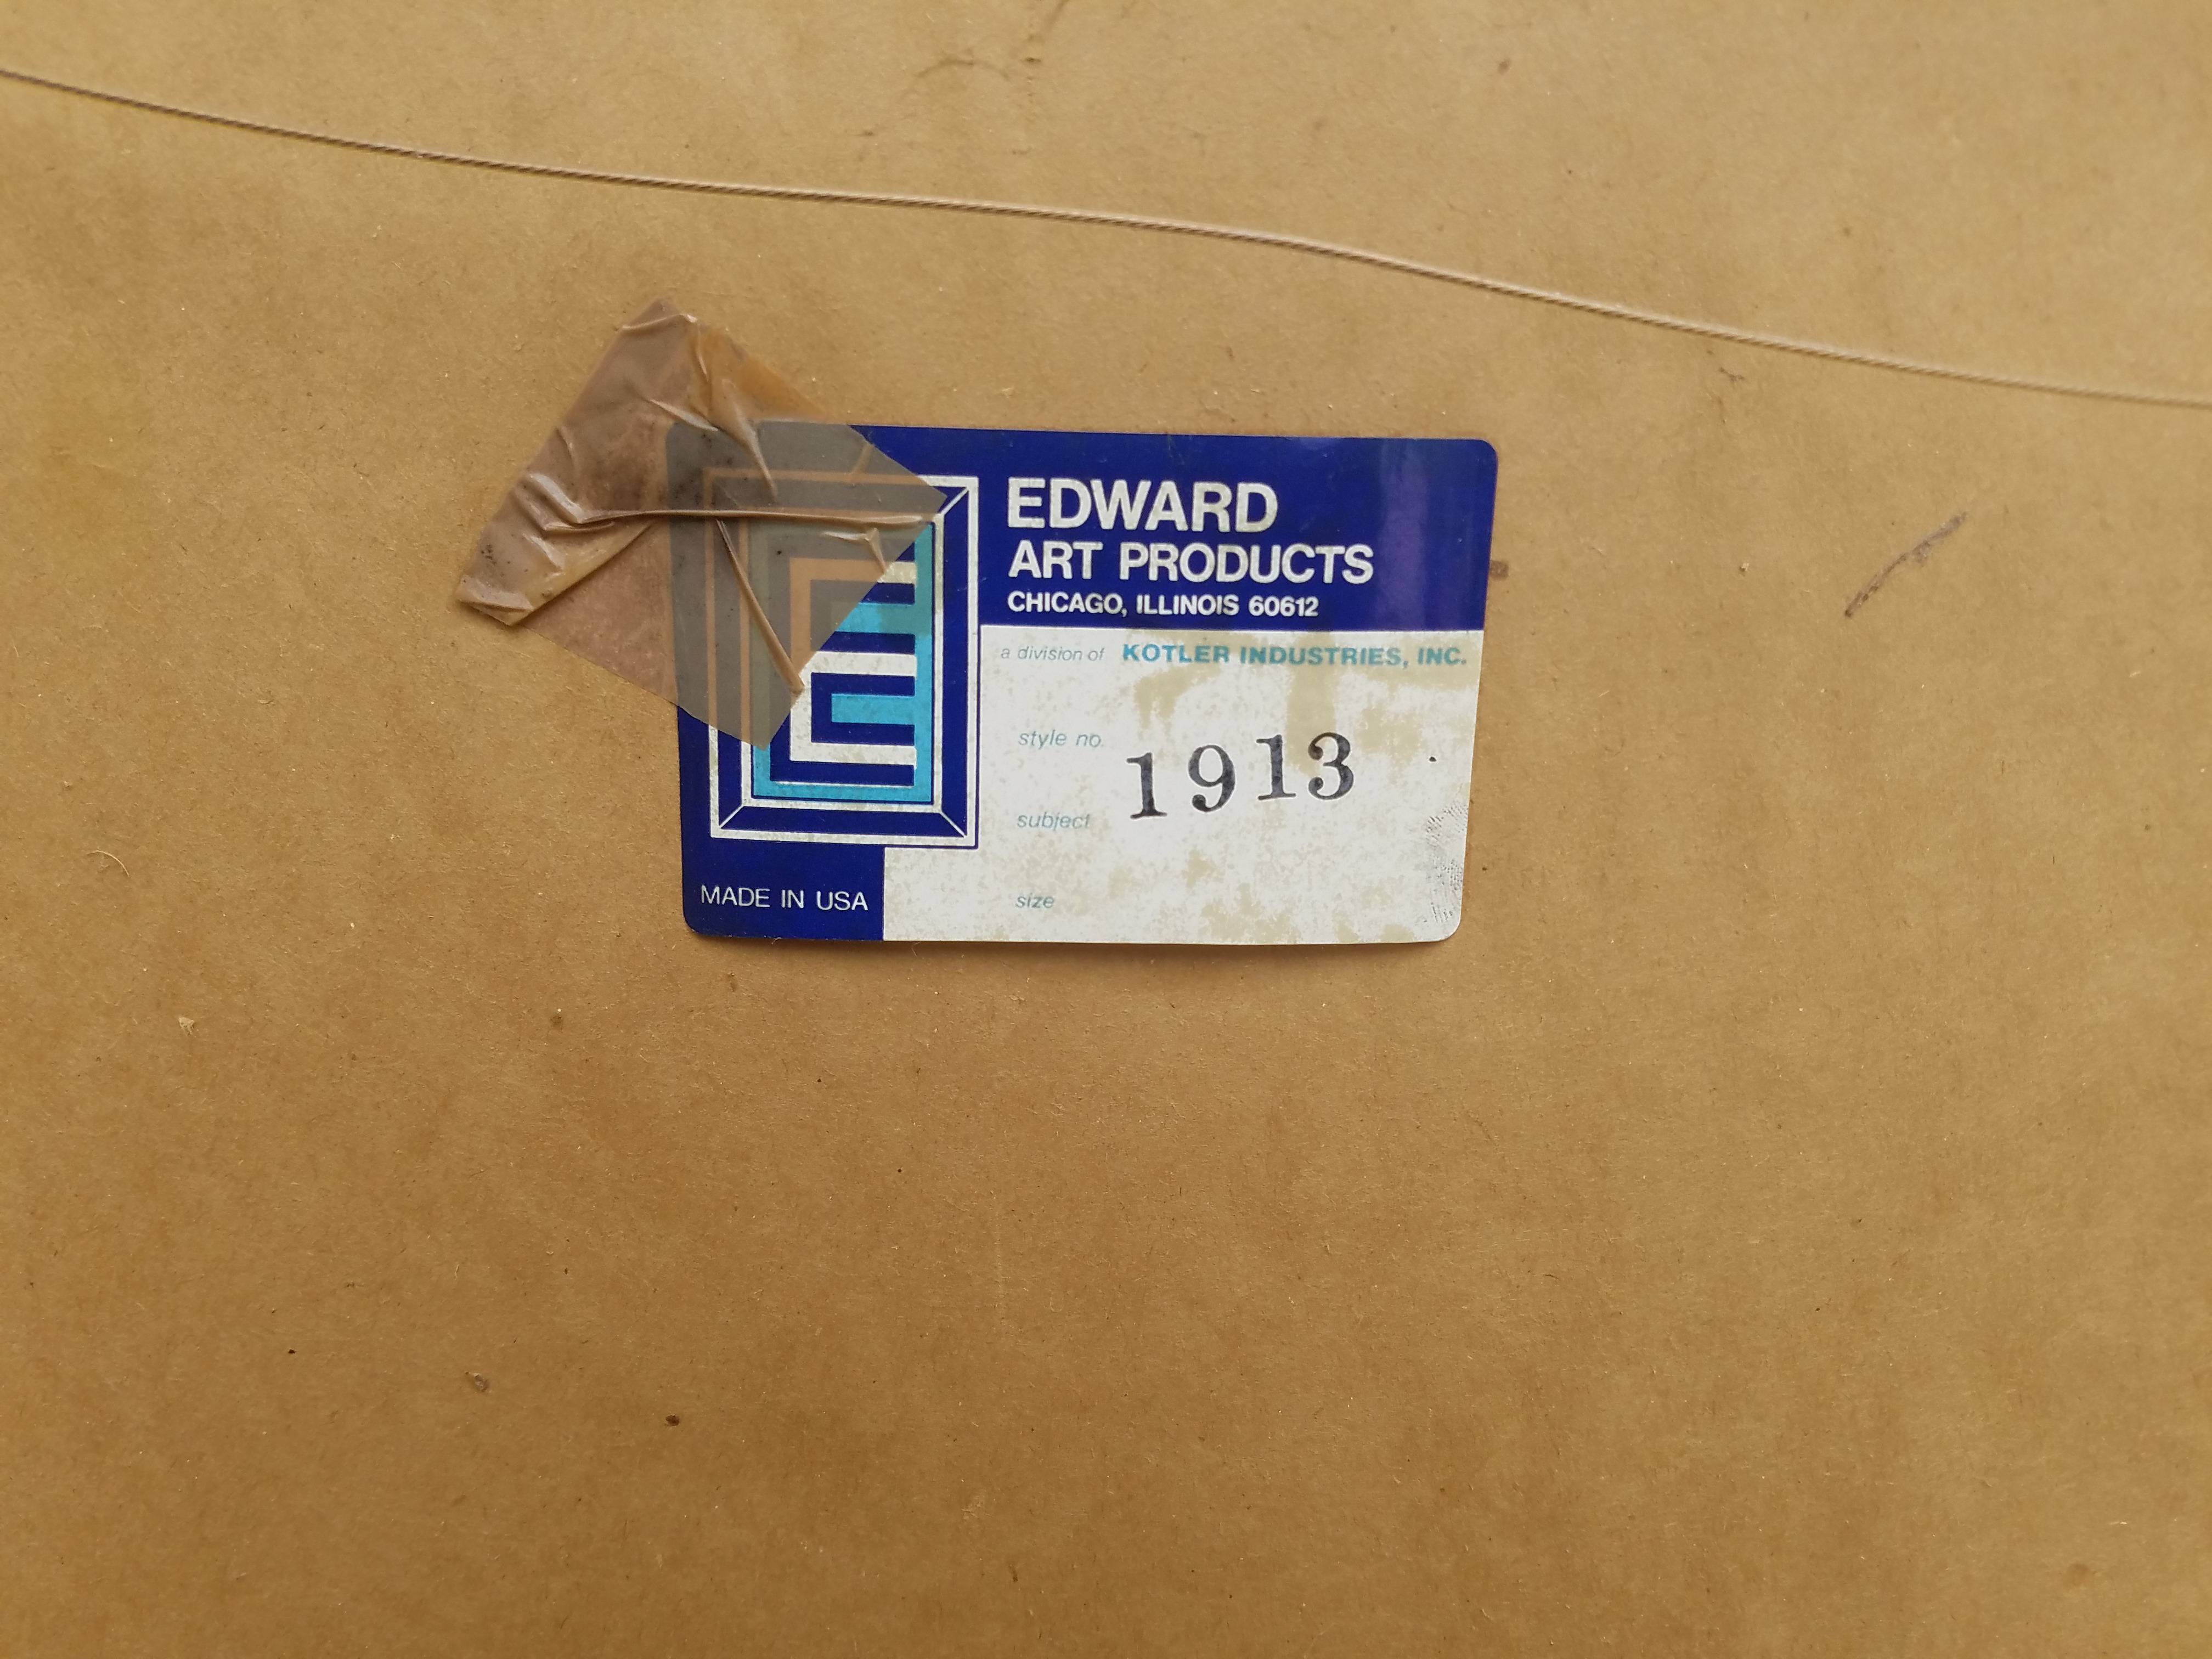 EDWARD
ART PRODUCTS
CHICAGO, ILLINOIS 60612
a division of KOTLER INDUSTRIES, INC.
style no.
1913
subject
MADE IN USA
size